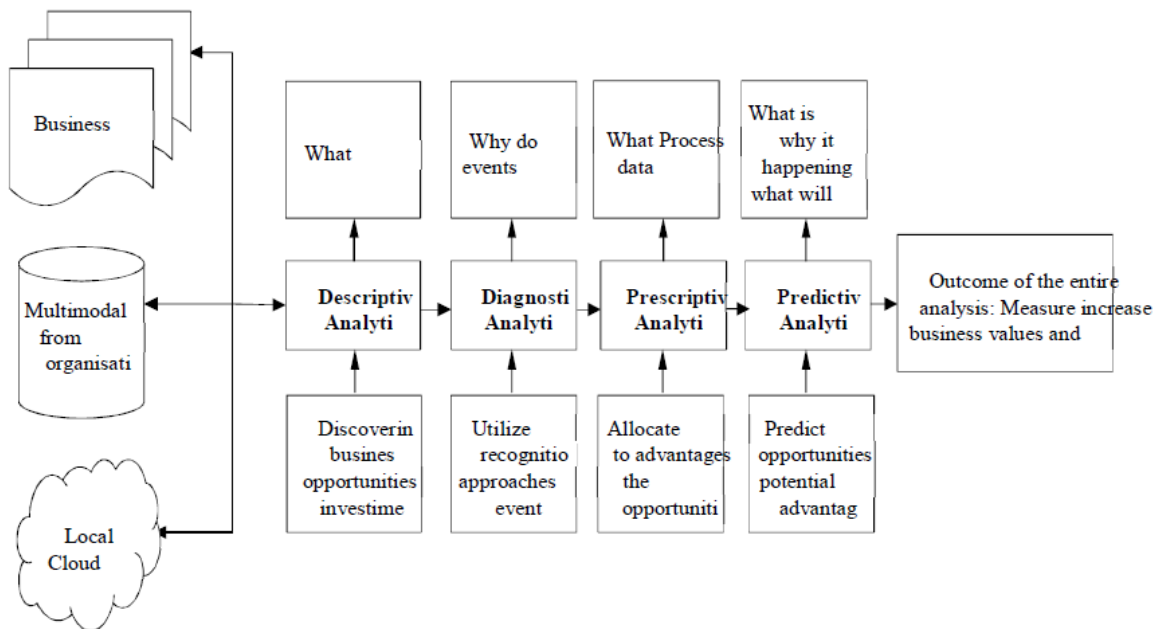 Business
What
Why do
events
What Process
data
What is
why it
happening
what will
Multimodal
from
organisati
Descriptiv
Analyti
Diagnosti
Analyti
Prescriptiv
Analyti
Predictiv
Analyti
Outcome of the entire
analysis: Measure increase
business values and
Discoverin
busines
opportunities
investime
Utilize
recognitio
approaches
event
Allocate
to advantages
the
opportuniti
Predict
opportunities
potential
advantag
Local
Cloud